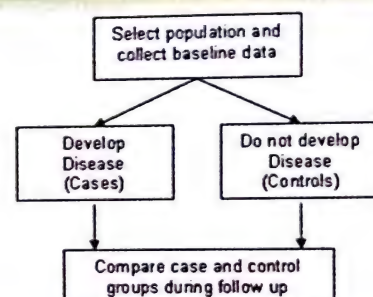 Select population and
collect baseline data
Develop
Disease
(Cases)
Do not develop
Disease
(Controls)
Compare case and control
groups during follow up